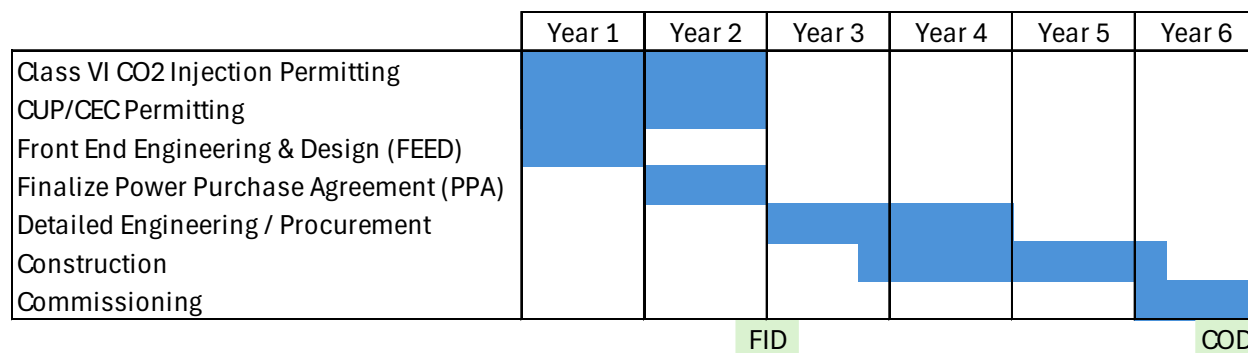 Year 1 Year 2 Year 3 Year 4 Year 5 Year 6
Class VI CO2 Injection Permitting
CUP/CEC Permitting
Front End Engineering & Design (FEED)
Finalize Power Purchase Agreement (PPA)
Detailed Engineering / Procurement
Construction
Commissioning
FID COD